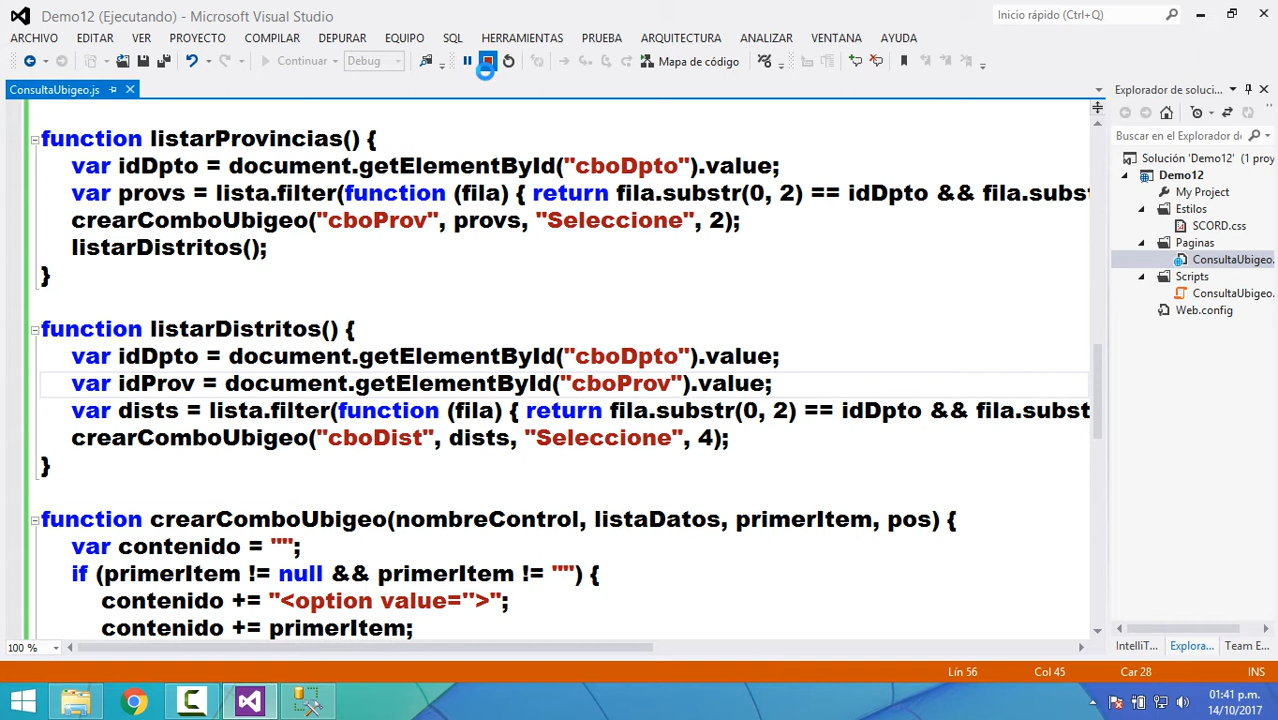 Demo12 (Ejecutando) - Microsoft Visual Studio
Inicio rápido (Ctrl+Q)
ARCHIVO EDITAR VER PROYECTO COMPILAR DEPURAR EQUIPO SQL HERRAMIENTAS PRUEBA ARQUITECTURA ANALIZAR VENTANA AYUDA
Continuar Debug Mapa de código
ConsultaUbigeo.js
function listarProvincias() {
var idDpto = document.getElementById("cboDpto").value;
var provs = lista.filter(function (fila) { return fila.substr(0, 2) == idDpto && fila.subst
crearComboUbigeo("cboProv", provs, "Seleccione", 2);
listarDistritos();
}
function listarDistritos() {
var idDpto = document.getElementById("cboDpto").value;
var idProv = document.getElementById("cboProv").value;
var dists = lista.filter(function (fila) { return fila.substr(0, 2) == idDpto && fila.subst
crearComboUbigeo("cboDist", dists, "Seleccione", 4);
}
function crearComboUbigeo(nombreControl, listaDatos, primerItem, pos) {
var contenido = "";
if (primerItem != null && primerItem != "") {
contenido += "<option value=''>";
contenido += primerItem;
100 %
Explorador de soluci...
Buscar en el Explorador de
Solución 'Demo12' (1 proy
Demo12
My Project
Estilos
SCORD.css
Paginas
ConsultaUbigeo.
Scripts
ConsultaUbigeo.
Web.config
IntelliT... Explora... Team E...
Lín 56 Col 45 Car 28 INS
01:41 p.m.
14/10/2017